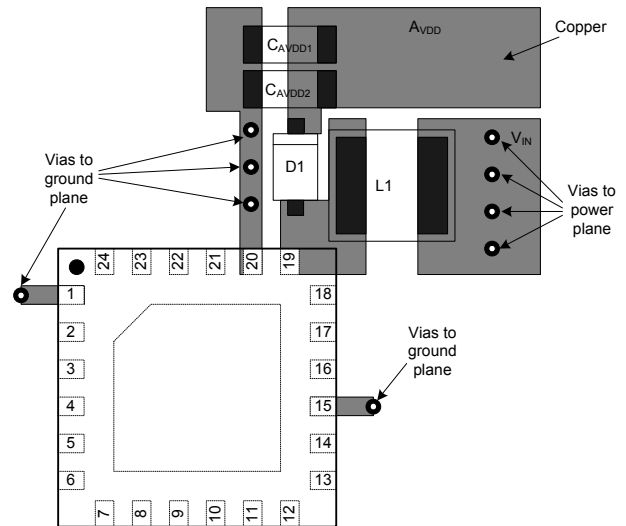 AVDD
CAVDD1
Copper
CAVDD2
VIN
D1
L1
Vias to
ground
plane
Vias to
power
plane
24
23
22
21
20
19
1
2
3
4
5
6
18
17
16
15
14
13
Vias to
ground
plane
7
8
9
10
11
12